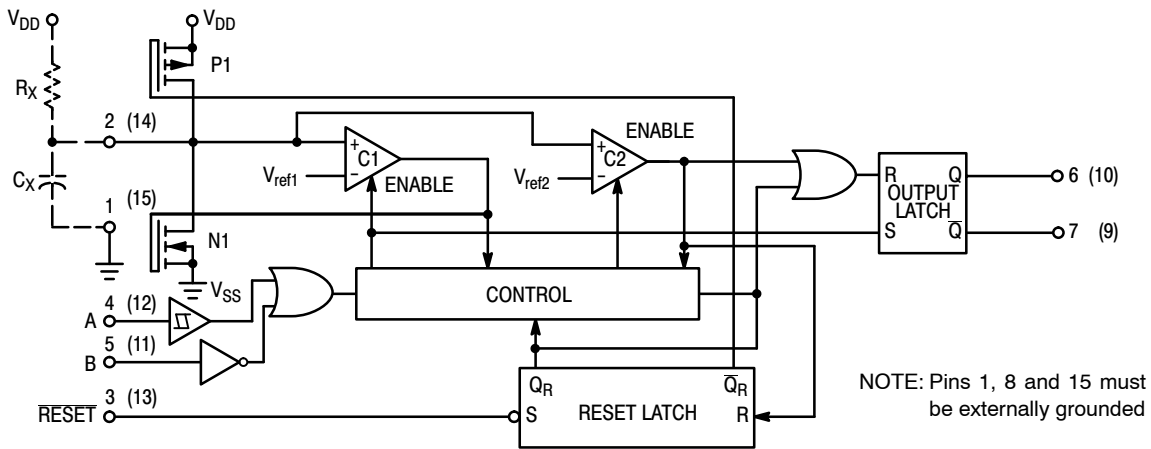 VDD
VDD
P1
RX
2 (14)
CX
1 (15)
+
C1
−
Vref1
ENABLE
ENABLE
+
C2
−
Vref2
R
Q
OUTPUT
LATCH
S
Q̅
6 (10)
7 (9)
N1
VSS
CONTROL
4 (12)
A
5 (11)
B
3 (13)
R̅E̅S̅E̅T̅
QR
Q̅R
S
RESET LATCH
R
NOTE: Pins 1, 8 and 15 must
be externally grounded